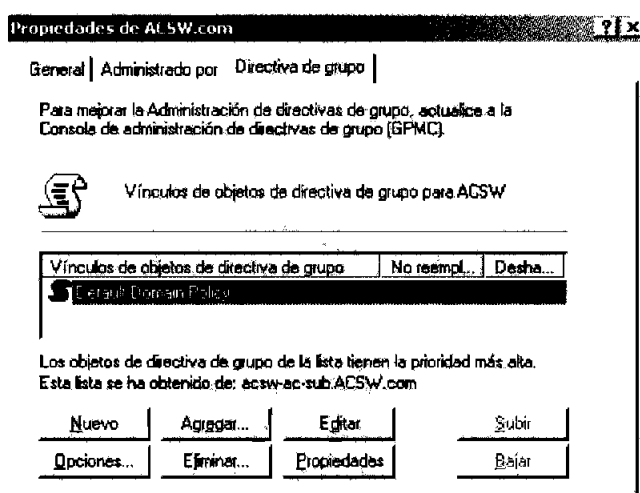 Propiedades de ACSW.com
General Administrado por Directiva de grupo
Para mejorar la Administración de directivas de grupo, actualice a la
Consola de administración de directivas de grupo (GPMC).
Vínculos de objetos de directiva de grupo para ACSW
Vínculos de objetos de directiva de grupo No reempl... Desha...
Default Domain Policy
Los objetos de directiva de grupo de la lista tienen la prioridad más alta.
Esta lista se ha obtenido de: acsw-ac-sub.ACSW.com
Nuevo Agregar... Editar Subir
Opciones... Eliminar... Propiedades Bajar